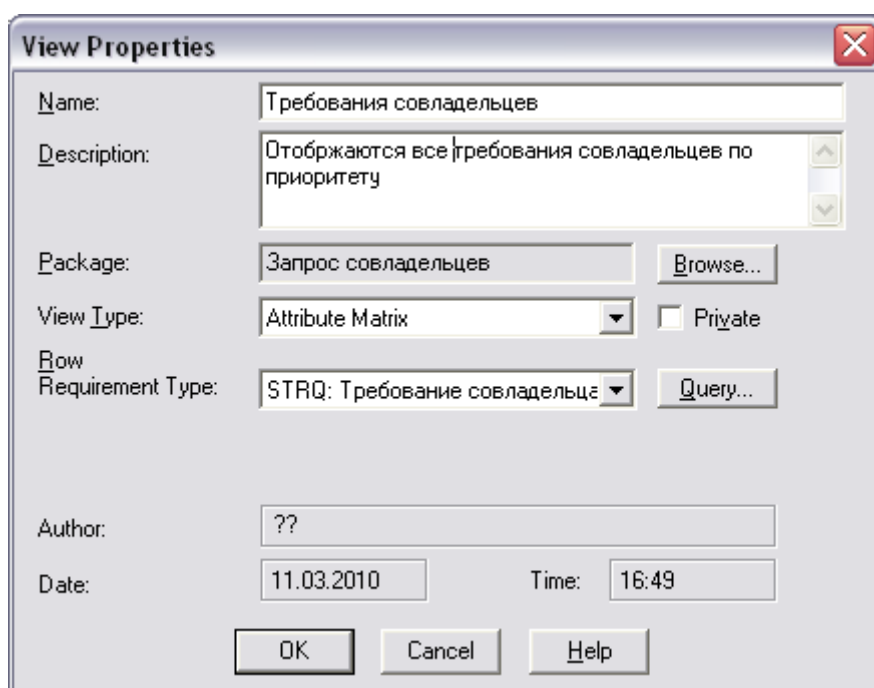 View Properties
Name: Требования совладельцев
Description: Отобржаются все требования совладельцев по
приоритету
Package: Запрос совладельцев Browse...
View Type: Attribute Matrix Private
Row
Requirement Type: STRQ: Требование совладельца Query...
Author: ??
Date: 11.03.2010 Time: 16:49
OK Cancel Help